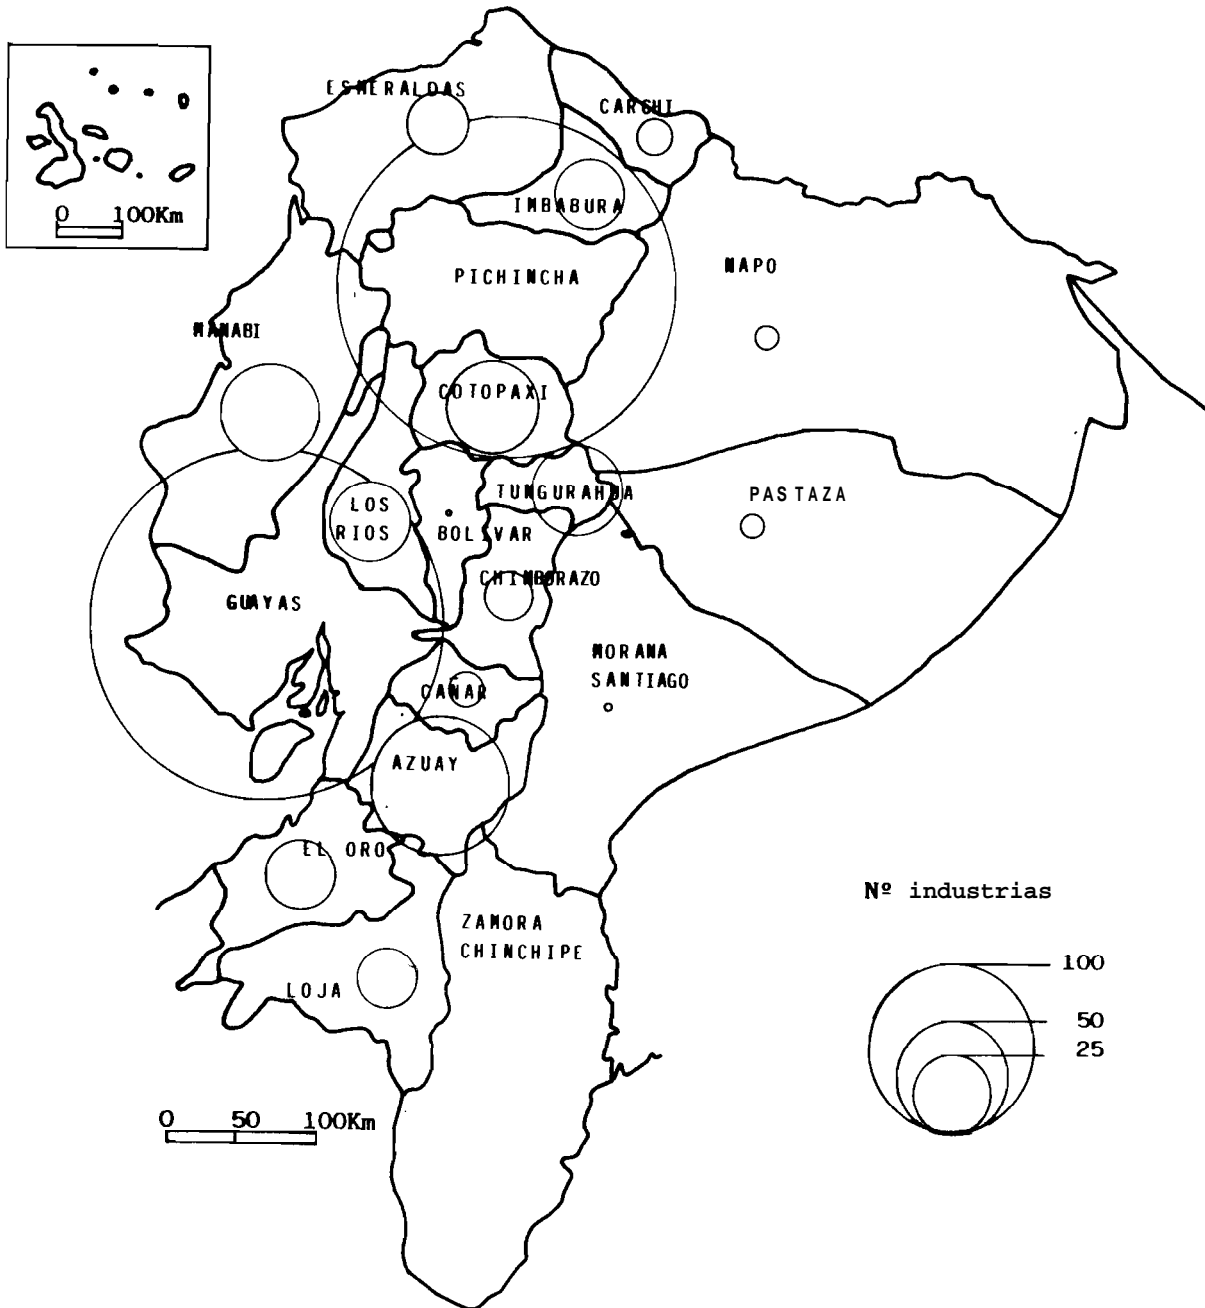 ESMERALDAS
CARCHI
0 100Km
IMBABURA
NAPO
PICHINCHA
MANABI
COTOPAXI
TUNGURAHUA
PASTAZA
LOS
RIOS
BOLIVAR
CHIMBORAZO
GUAYAS
MORANA
SANTIAGO
CAÑAR
AZUAY
EL ORO
Nº industrias
ZAMORA
CHINCHIPE
100
LOJA
50
25
0 50 100Km